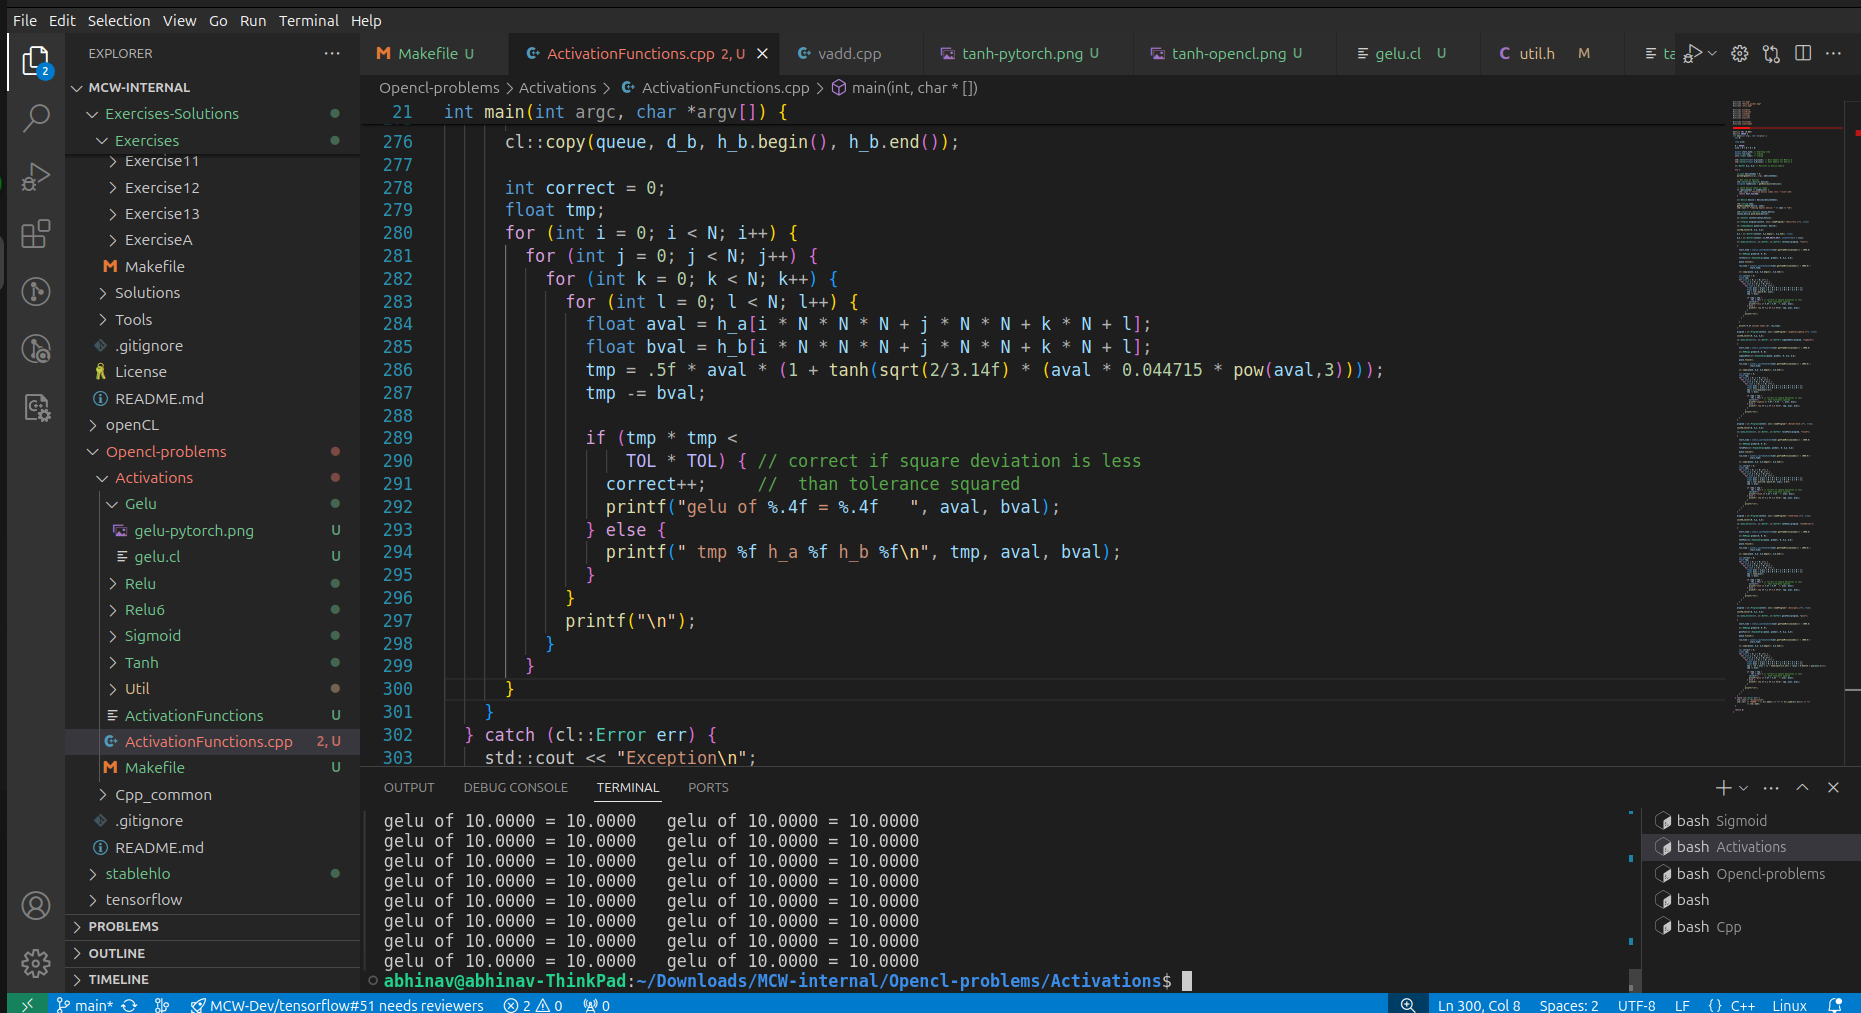 File Edit Selection View Go Run Terminal Help
EXPLORER
MCW-INTERNAL
Exercises-Solutions
Exercises
Exercise11
Exercise12
Exercise13
ExerciseA
Makefile
Solutions
Tools
.gitignore
License
README.md
openCL
Opencl-problems
Activations
Gelu
gelu-pytorch.png U
gelu.cl U
Relu
Relu6
Sigmoid
Tanh
Util
ActivationFunctions U
ActivationFunctions.cpp 2, U
Makefile U
Cpp_common
.gitignore
README.md
stablehlo
tensorflow
PROBLEMS
OUTLINE
TIMELINE
2
Makefile U ActivationFunctions.cpp 2, U vadd.cpp tanh-pytorch.png U tanh-opencl.png U gelu.cl U util.h M ta
Opencl-problems > Activations > ActivationFunctions.cpp > main(int, char * [])
21 int main(int argc, char *argv[]) {
276 cl::copy(queue, d_b, h_b.begin(), h_b.end());
277
278 int correct = 0;
279 float tmp;
280 for (int i = 0; i < N; i++) {
281 for (int j = 0; j < N; j++) {
282 for (int k = 0; k < N; k++) {
283 for (int l = 0; l < N; l++) {
284 float aval = h_a[i * N * N * N + j * N * N + k * N + l];
285 float bval = h_b[i * N * N * N + j * N * N + k * N + l];
286 tmp = .5f * aval * (1 + tanh(sqrt(2/3.14f) * (aval * 0.044715 * pow(aval,3))));
287 tmp -= bval;
288
289 if (tmp * tmp <
290 TOL * TOL) { // correct if square deviation is less
291 correct++; // than tolerance squared
292 printf("gelu of %.4f = %.4f   ", aval, bval);
293 } else {
294 printf(" tmp %f h_a %f h_b %f\n", tmp, aval, bval);
295 }
296 }
297 printf("\n");
298 }
299 }
300 }
301 }
302 } catch (cl::Error err) {
303 std::cout << "Exception\n";
OUTPUT DEBUG CONSOLE TERMINAL PORTS
gelu of 10.0000 = 10.0000   gelu of 10.0000 = 10.0000
gelu of 10.0000 = 10.0000   gelu of 10.0000 = 10.0000
gelu of 10.0000 = 10.0000   gelu of 10.0000 = 10.0000
gelu of 10.0000 = 10.0000   gelu of 10.0000 = 10.0000
gelu of 10.0000 = 10.0000   gelu of 10.0000 = 10.0000
gelu of 10.0000 = 10.0000   gelu of 10.0000 = 10.0000
gelu of 10.0000 = 10.0000   gelu of 10.0000 = 10.0000
gelu of 10.0000 = 10.0000   gelu of 10.0000 = 10.0000
abhinav@abhinav-ThinkPad:~/Downloads/MCW-internal/Opencl-problems/Activations$
bash Sigmoid
bash Activations
bash Opencl-problems
bash
bash Cpp
main* MCW-Dev/tensorflow#51 needs reviewers 2 0 0 Ln 300, Col 8 Spaces: 2 UTF-8 LF {} C++ Linux